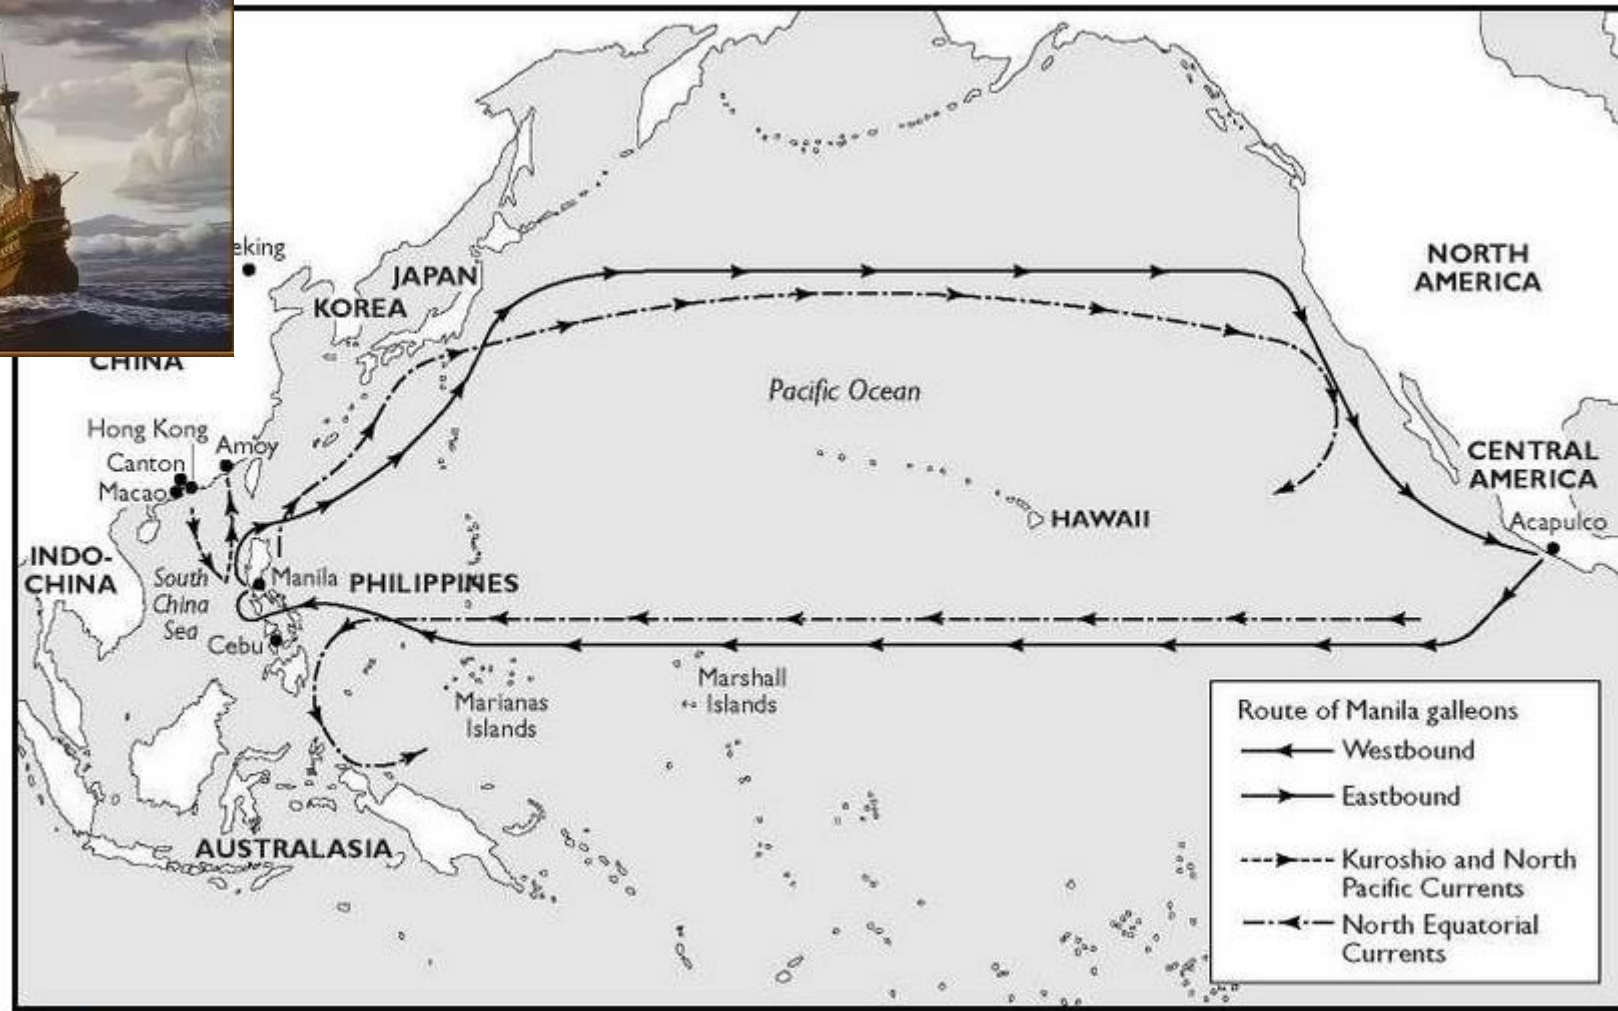 eking
JAPAN
KOREA
CHINA
NORTH
AMERICA
Pacific Ocean
Hong Kong
Amoy
Canton
Macao
CENTRAL
AMERICA
Acapulco
HAWAII
INDO-
CHINA
South
China
Sea
Manila
PHILIPPINES
Cebu
Marianas
Islands
Marshall
Islands
AUSTRALASIA
Route of Manila galleons
Westbound
Eastbound
Kuroshio and North
Pacific Currents
North Equatorial
Currents